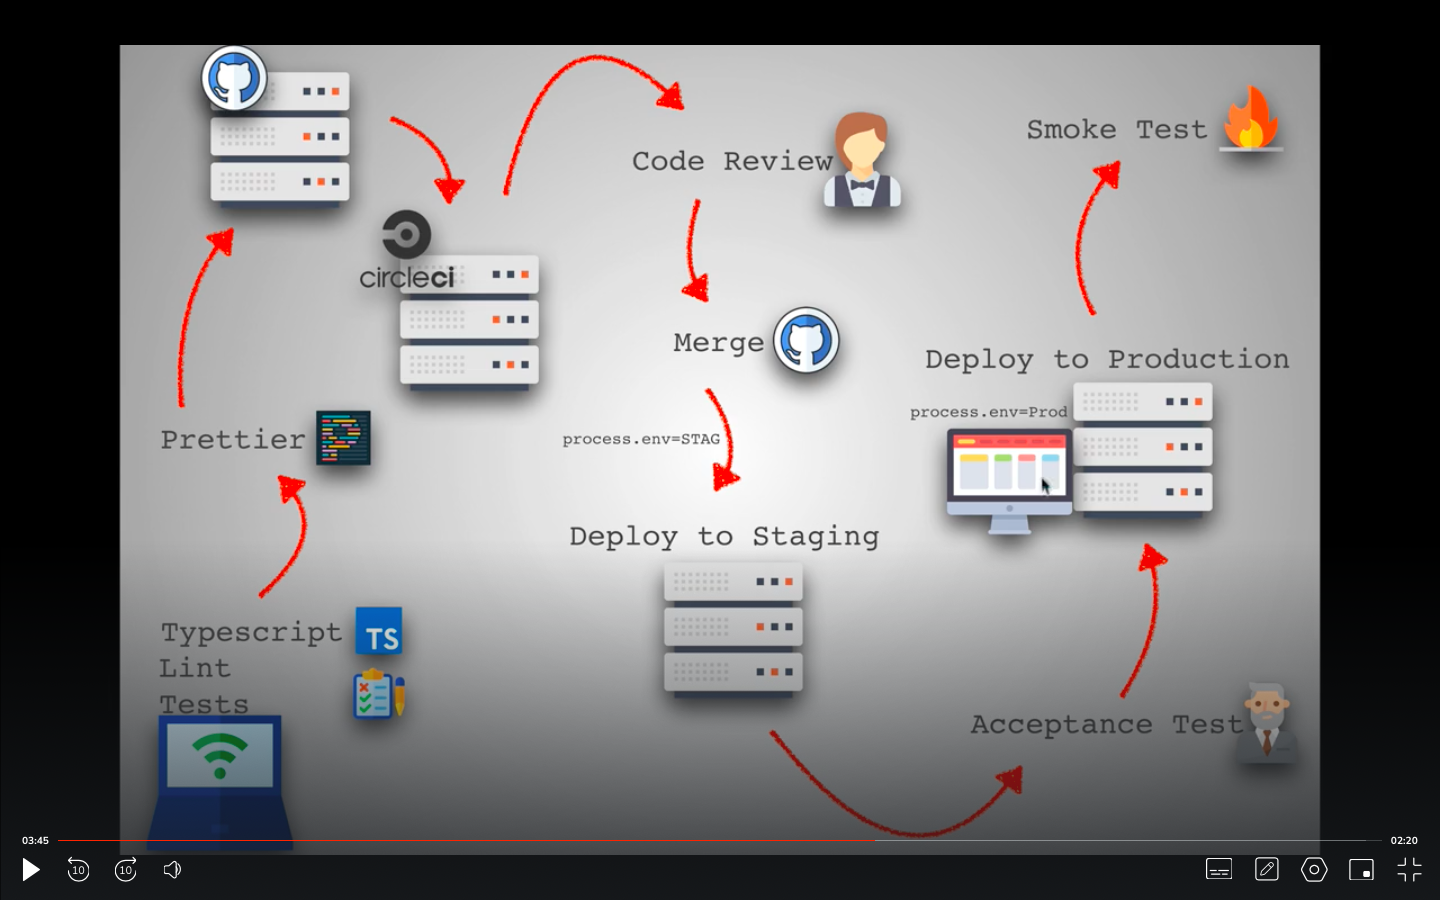 Smoke Test
Code Review
circleci
Merge
Deploy to Production
process.env=Prod
Prettier
process.env=STAG
Deploy to Staging
Typescript
TS
Lint
Tests
Acceptance Test
03:45
02:20
10
10